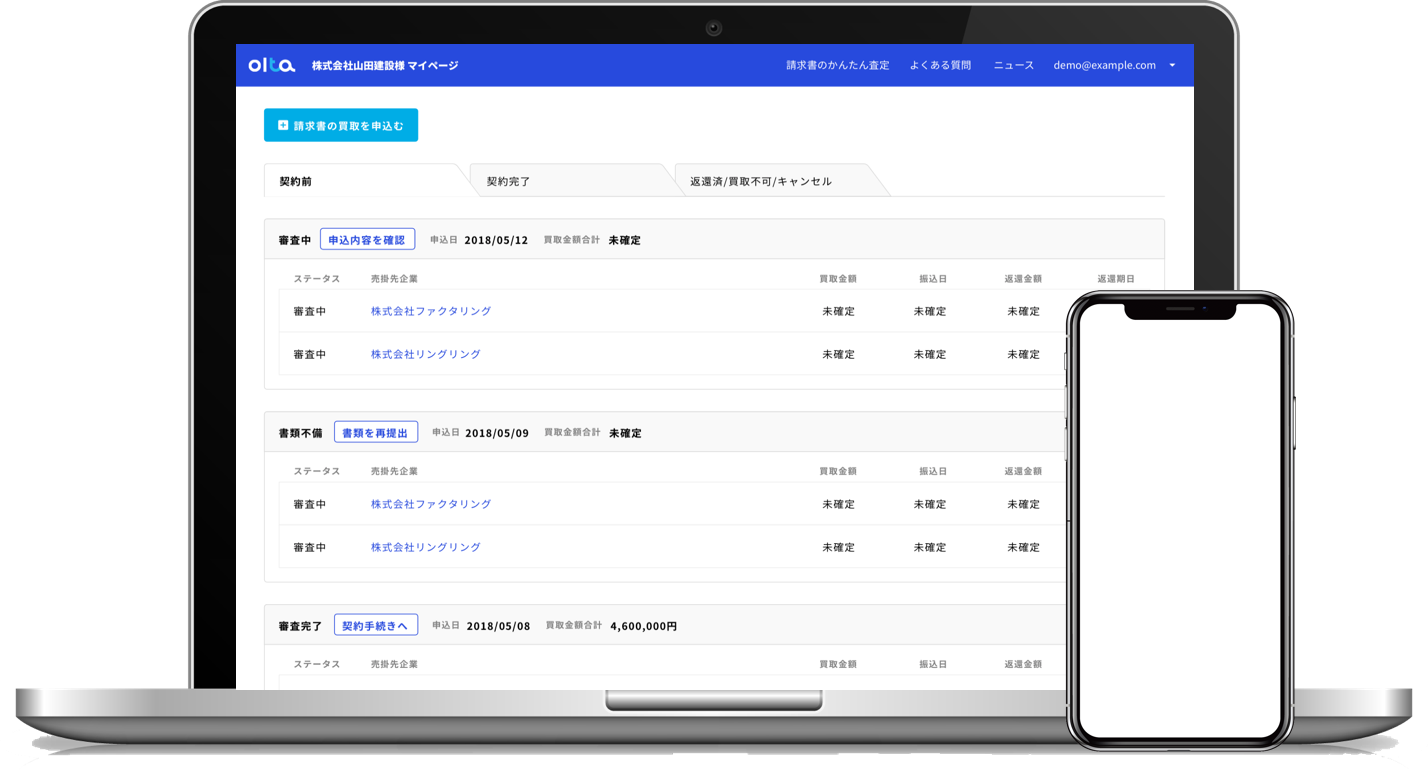 olta 株式会社山田建設様 マイページ 請求書のかんたん査定 よくある質問 ニュース demo@example.com
請求書の買取を申込む
契約前 契約完了 返還済/買取不可/キャンセル
審査中 申込内容を確認 申込日 2018/05/12 買取金額合計 未確定
ステータス 売掛先企業 買取金額 振込日 返還金額 返還期日
審査中 株式会社ファクタリング 未確定 未確定 未確定
審査中 株式会社リングリング 未確定 未確定 未確定
書類不備 書類を再提出 申込日 2018/05/09 買取金額合計 未確定
ステータス 売掛先企業 買取金額 振込日 返還金額
審査中 株式会社ファクタリング 未確定 未確定 未確定
審査中 株式会社リングリング 未確定 未確定 未確定
審査完了 契約手続きへ 申込日 2018/05/08 買取金額合計 4,600,000円
ステータス 売掛先企業 買取金額 振込日 返還金額